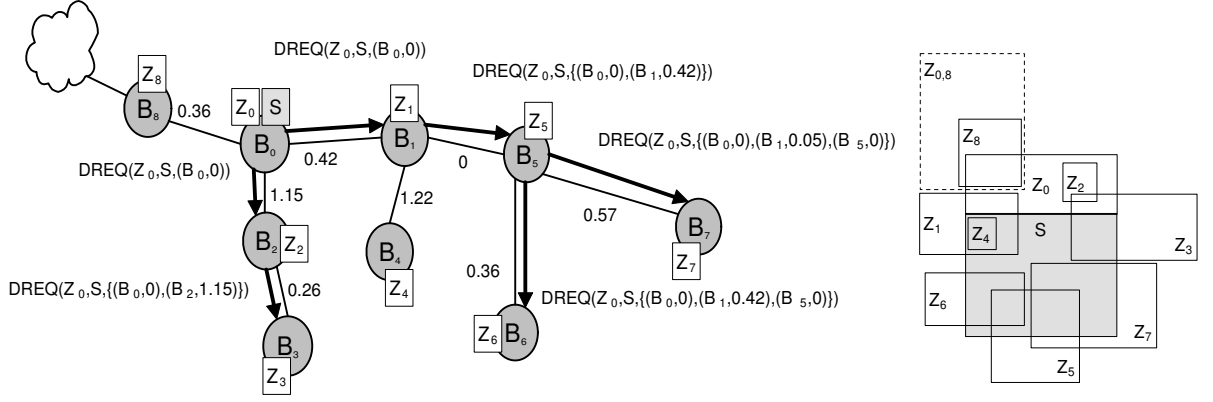 DREQ(Z0,S,(B0,0))
DREQ(Z0,S,{(B0,0),(B1,0.42)})
Z8
B8
0.36
Z0 S
B0
Z1
B1
0.42
Z5
B5
0
DREQ(Z0,S,{(B0,0),(B1,0.05),(B5,0)})
DREQ(Z0,S,(B0,0))
1.15
1.22
0.57
B2
Z2
B4
Z4
B7
Z7
DREQ(Z0,S,{(B0,0),(B2,1.15)})
0.26
0.36
DREQ(Z0,S,{(B0,0),(B1,0.42),(B5,0)})
B3
Z3
Z6
B6
Z0,8
Z8
Z0
Z2
Z1
Z4
S
Z3
Z6
Z7
Z5